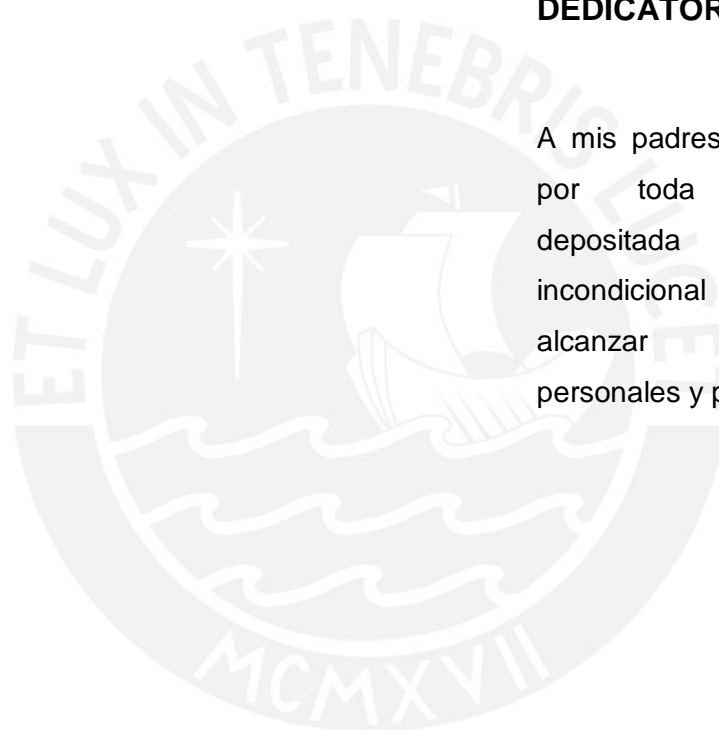 DEDICATOR
A mis padres
por toda
depositada
incondicional
alcanzar
personales y p
ET LUX IN TENEBRIS LUCET
MCMXVII